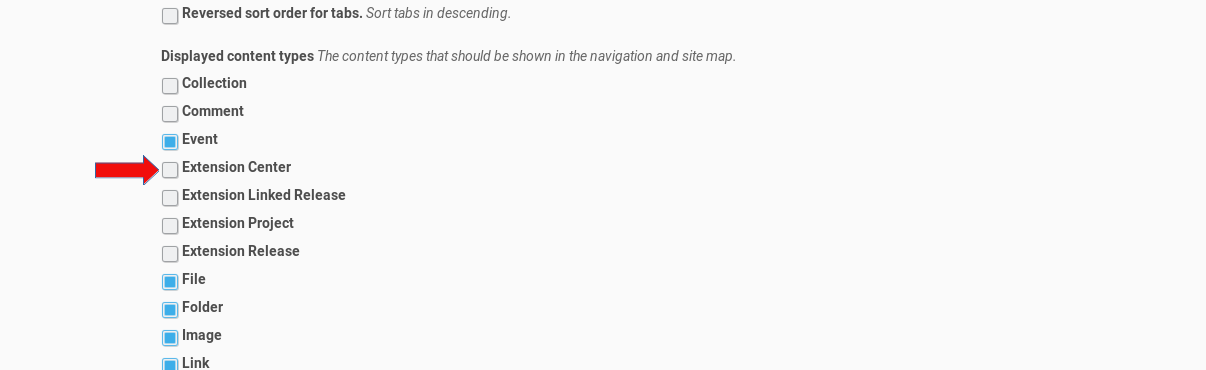 Reversed sort order for tabs. Sort tabs in descending.
Displayed content types The content types that should be shown in the navigation and site map.
Collection
Comment
Event
Extension Center
Extension Linked Release
Extension Project
Extension Release
File
Folder
Image
Link